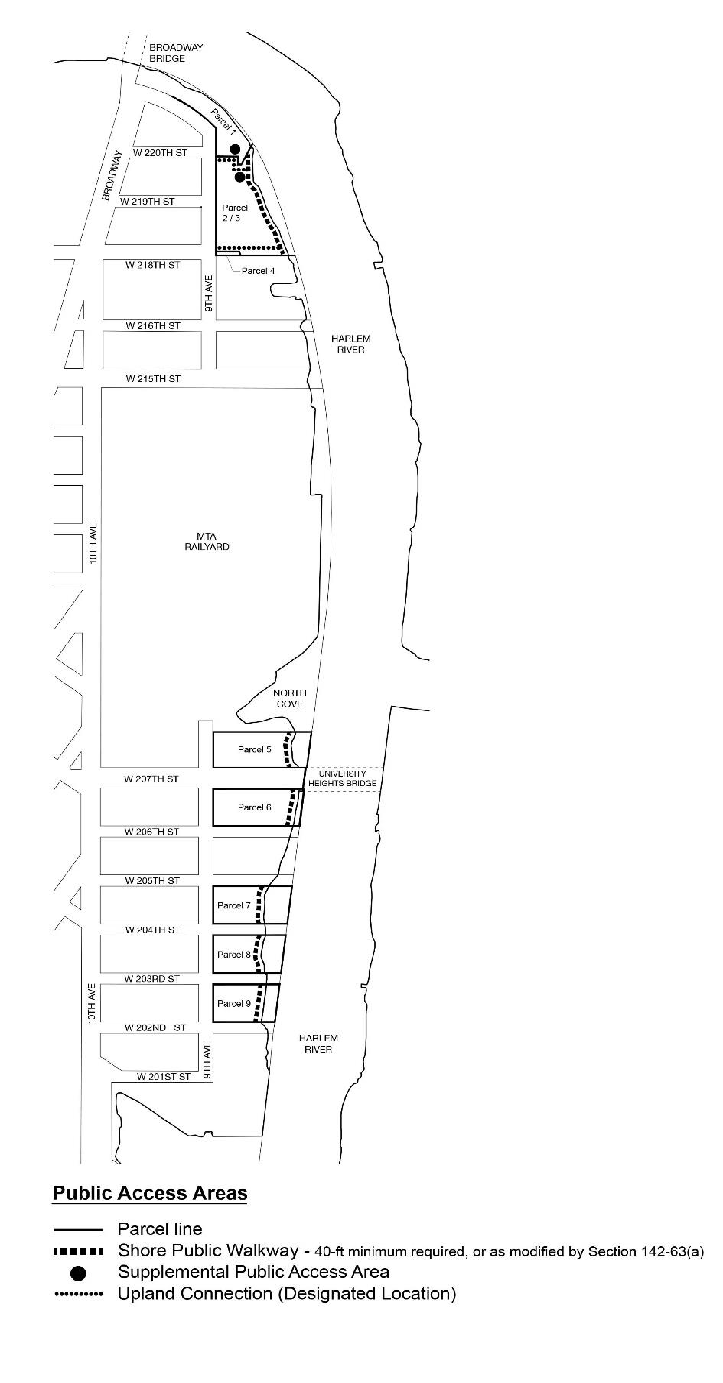 BROADWAY
BRIDGE
Parcel 1
W 220TH ST
BROADWAY
W 219TH ST
Parcel
2 / 3
W 218TH ST
Parcel 4
9TH AVE
W 216TH ST
HARLEM
RIVER
W 215TH ST
10TH AVE
MTA
RAILYARD
NORTH
COVE
Parcel 5
W 207TH ST
UNIVERSITY
HEIGHTS BRIDGE
Parcel 6
W 206TH ST
W 205TH ST
Parcel 7
W 204TH S
Parcel 8
W 203RD ST
10TH AVE
Parcel 9
W 202ND ST
HARLEM
RIVER
9TH AVE
W 201ST ST
Public Access Areas
Parcel line
Shore Public Walkway - 40-ft minimum required, or as modified by Section 142-63(a)
Supplemental Public Access Area
Upland Connection (Designated Location)